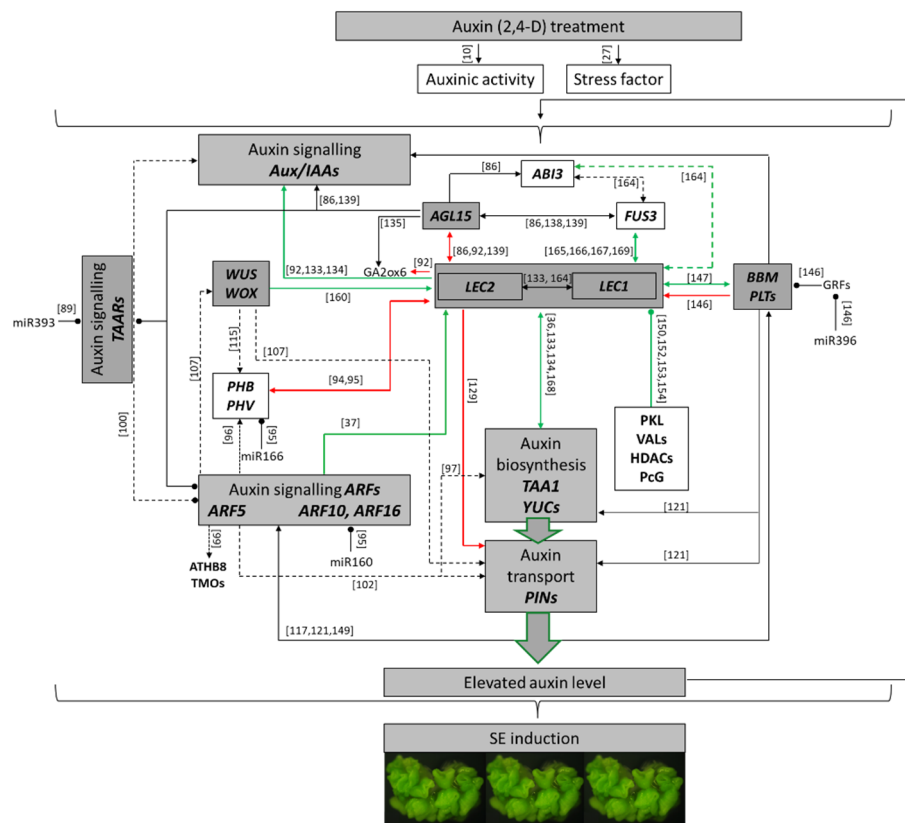 Auxin (2,4-D) treatment
[10]
[27]
Auxinic activity
Stress factor
Auxin signalling
Aux/IAAs
[86]
ABI3
[164]
[164]
[86,139]
[135]
AGL15
[86,138,139]
FUS3
[86,92,139]
[165,166,167,169]
GA2ox6
[92]
[92,133,134]
WUS
WOX
[160]
LEC2
[133, 164]
LEC1
[147]
[146]
BBM
PLTs
[146]
GRFs
[146]
miR396
[89]
miR393
Auxin signalling
TAARs
[107]
[115]
[107]
[36,133,134,168]
[150,152,153,154]
[94,95]
[129]
PHB
PHV
[100]
[96]
[56]
miR166
[37]
PKL
VALs
HDACs
PcG
Auxin
biosynthesis
TAA1
YUCs
[97]
Auxin signalling ARFs
ARF5
ARF10, ARF16
[121]
[99]
[56]
ATHB8
TMOs
miR160
[102]
Auxin
transport
PINs
[121]
[117,121,149]
Elevated auxin level
SE induction